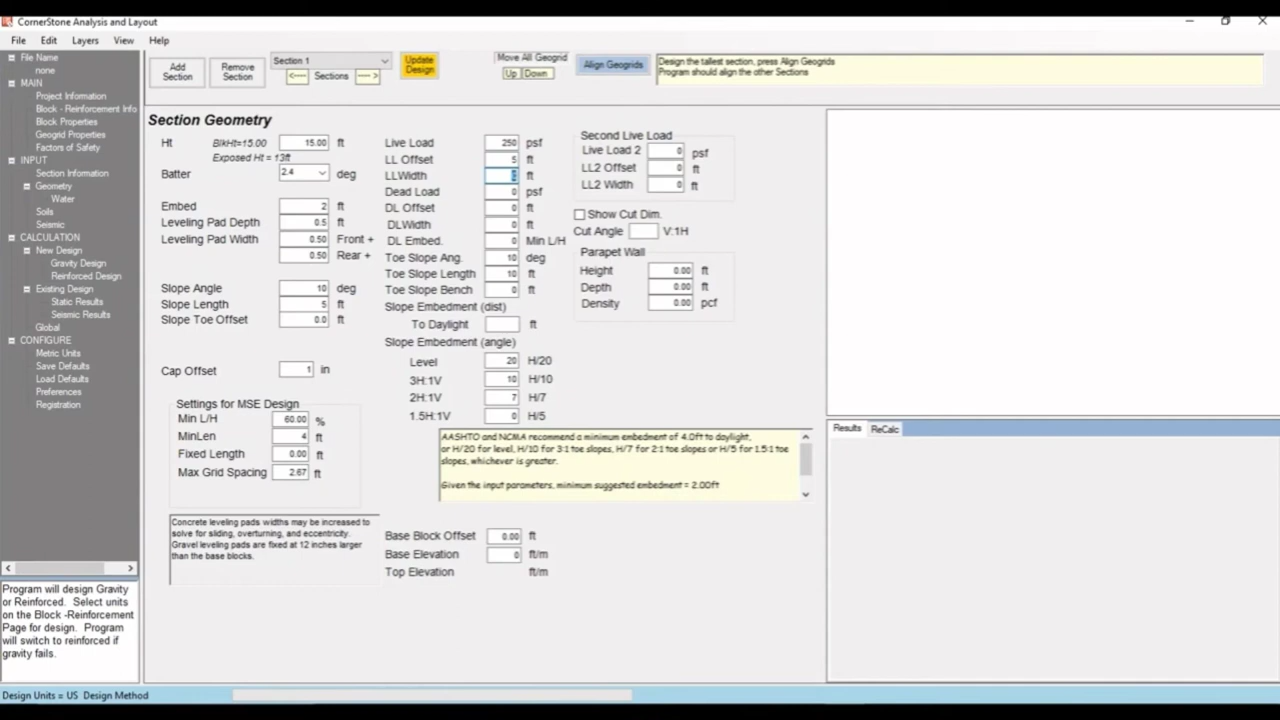 CornerStone Analysis and Layout
File Edit Layers View Help
File Name
none
MAIN
Project Information
Block - Reinforcement Info
Block Properties
Geogrid Properties
Factors of Safety
INPUT
Section Information
Geometry
Water
Soils
Seismic
CALCULATION
New Design
Gravity Design
Reinforced Design
Existing Design
Static Results
Seismic Results
Global
CONFIGURE
Metric Units
Save Defaults
Load Defaults
Preferences
Registration
Program will design Gravity
or Reinforced. Select units
on the Block -Reinforcement
Page for design. Program
will switch to reinforced if
gravity fails.
Add
Section
Remove
Section
Section 1
<---- Sections ---- >
Update
Design
Move All Geogrid
Up Down
Align Geogrids
Design the tallest section, press Align Geogrids
Program should align the other Sections
Section Geometry
Ht BlkHt=15.00 15.00 ft
Exposed Ht = 13ft
Batter 2.4 deg
Embed 2 ft
Leveling Pad Depth 0.5 ft
Leveling Pad Width 0.50 Front +
0.50 Rear +
Slope Angle 10 deg
Slope Length 5 ft
Slope Toe Offset 0.0 ft
Cap Offset 1 in
Settings for MSE Design
Min L/H 60.00 %
MinLen 4 ft
Fixed Length 0.00 ft
Max Grid Spacing 2.67 ft
Concrete leveling pads widths may be increased to
solve for sliding, overturning, and eccentricity.
Gravel leveling pads are fixed at 12 inches larger
than the base blocks.
Live Load 250 psf
LL Offset 5 ft
LLWidth ft
Dead Load 0 psf
DL Offset 0 ft
DLWidth 0 ft
DL Embed. 0 Min L/H
Toe Slope Ang. 10 deg
Toe Slope Length 10 ft
Toe Slope Bench 0 ft
Slope Embedment (dist)
To Daylight ft
Slope Embedment (angle)
Level 20 H/20
3H:1V 10 H/10
2H:1V 7 H/7
1.5H:1V 0 H/5
AASHTO and NCMA recommend a minimum embedment of 4.0ft to daylight,
or H/20 for level, H/10 for 3:1 toe slopes, H/7 for 2:1 toe slopes or H/5 for 1.5:1 toe
slopes, whichever is greater.
Given the input parameters, minimum suggested embedment = 2.00ft
Base Block Offset 0.00 ft
Base Elevation 0 ft/m
Top Elevation ft/m
Second Live Load
Live Load 2 0 psf
LL2 Offset 0 ft
LL2 Width 0 ft
Show Cut Dim.
Cut Angle V:1H
Parapet Wall
Height 0.00 ft
Depth 0.00 ft
Density 0.00 pcf
Results ReCalc
Design Units = US Design Method